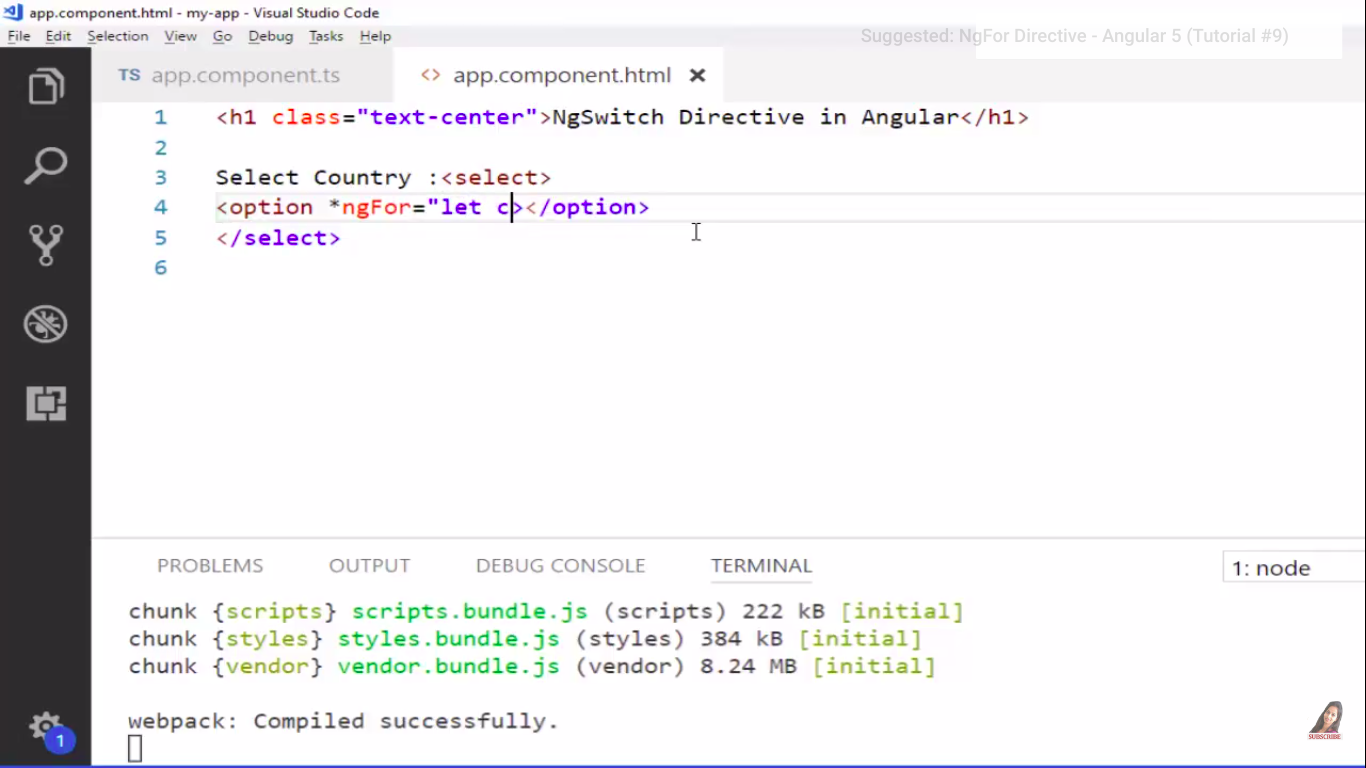 app.component.html - my-app - Visual Studio Code
File Edit Selection View Go Debug Tasks Help
Suggested: NgFor Directive - Angular 5 (Tutorial #9)
TS app.component.ts <> app.component.html
1 <h1 class="text-center">NgSwitch Directive in Angular</h1>
2
3 Select Country :<select>
4 <option *ngFor="let c></option>
5 </select>
6
PROBLEMS OUTPUT DEBUG CONSOLE TERMINAL 1: node
chunk {scripts} scripts.bundle.js (scripts) 222 kB [initial]
chunk {styles} styles.bundle.js (styles) 384 kB [initial]
chunk {vendor} vendor.bundle.js (vendor) 8.24 MB [initial]
webpack: Compiled successfully.
1
SUBSCRIBE